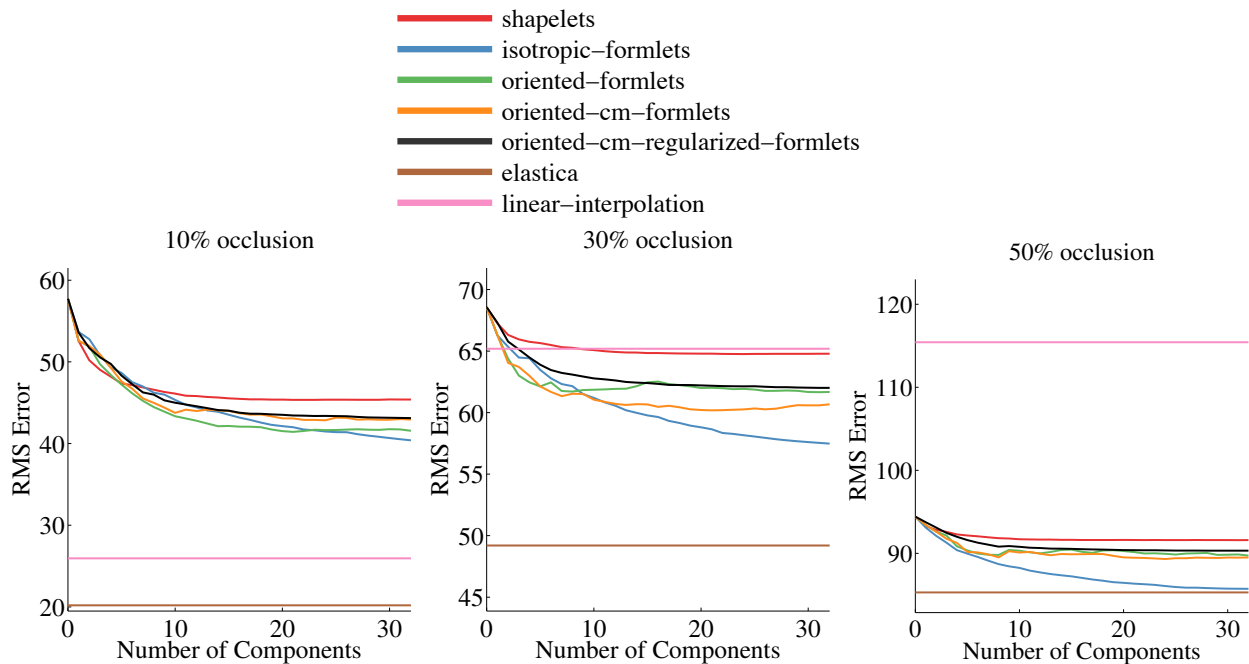 shapelets
isotropic−formlets
oriented−formlets
oriented−cm−formlets
oriented−cm−regularized−formlets
elastica
linear−interpolation
10% occlusion
60
50
40
30
20
0
10
20
30
RMS Error
Number of Components
30% occlusion
70
65
60
55
50
45
0
10
20
30
RMS Error
Number of Components
50% occlusion
120
110
100
90
0
10
20
30
RMS Error
Number of Components